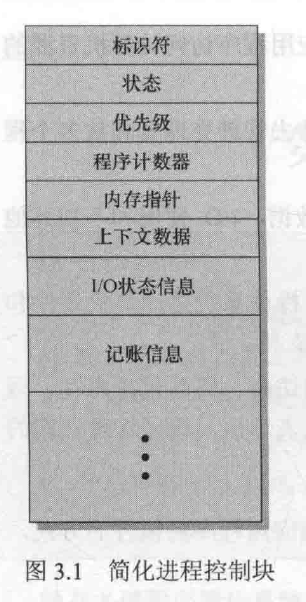 标识符
状态
优先级
程序计数器
内存指针
上下文数据
I/O状态信息
记账信息
图 3.1 简化进程控制块